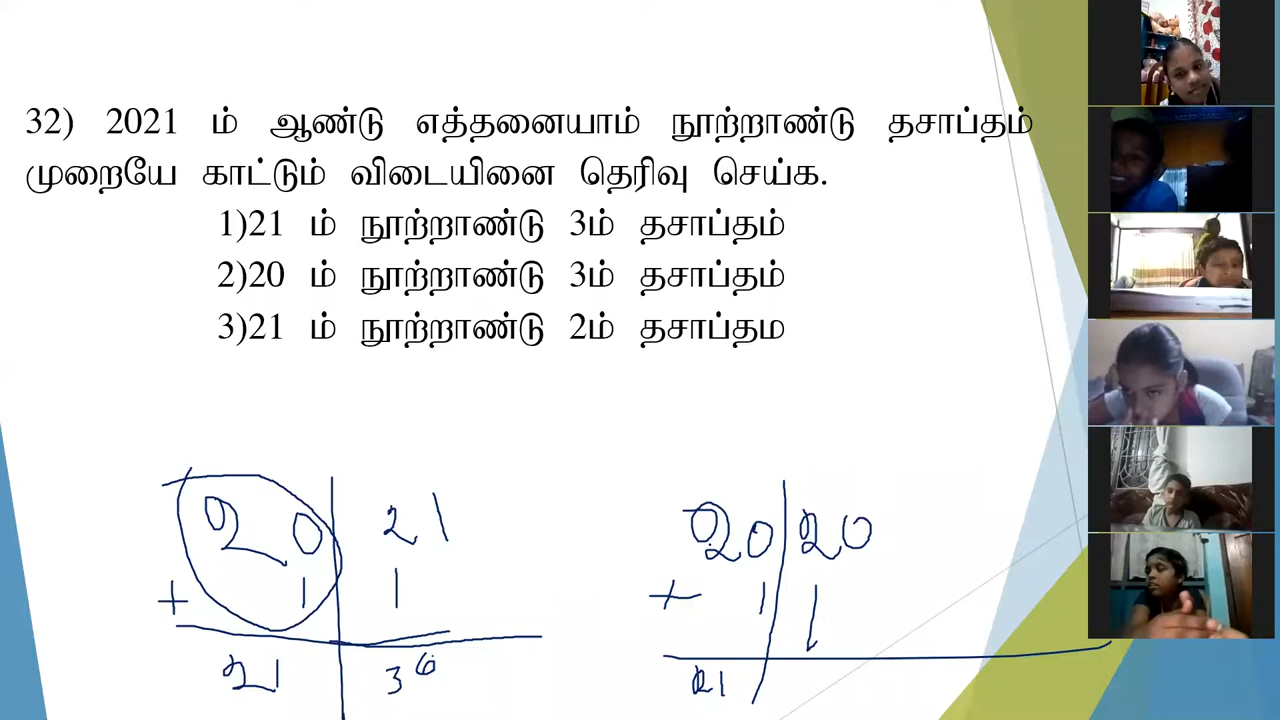 32) 2021 ம் ஆண்டு எத்தனையாம் நூற்றாண்டு தசாப்தம்
முறையே காட்டும் விடையினை தெரிவு செய்க.
1)21 ம் நூற்றாண்டு 3ம் தசாப்தம்
2)20 ம் நூற்றாண்டு 3ம் தசாப்தம்
3)21 ம் நூற்றாண்டு 2ம் தசாப்தம
20 21
+ 1 1
21 3
20 20
+ 1 1
21